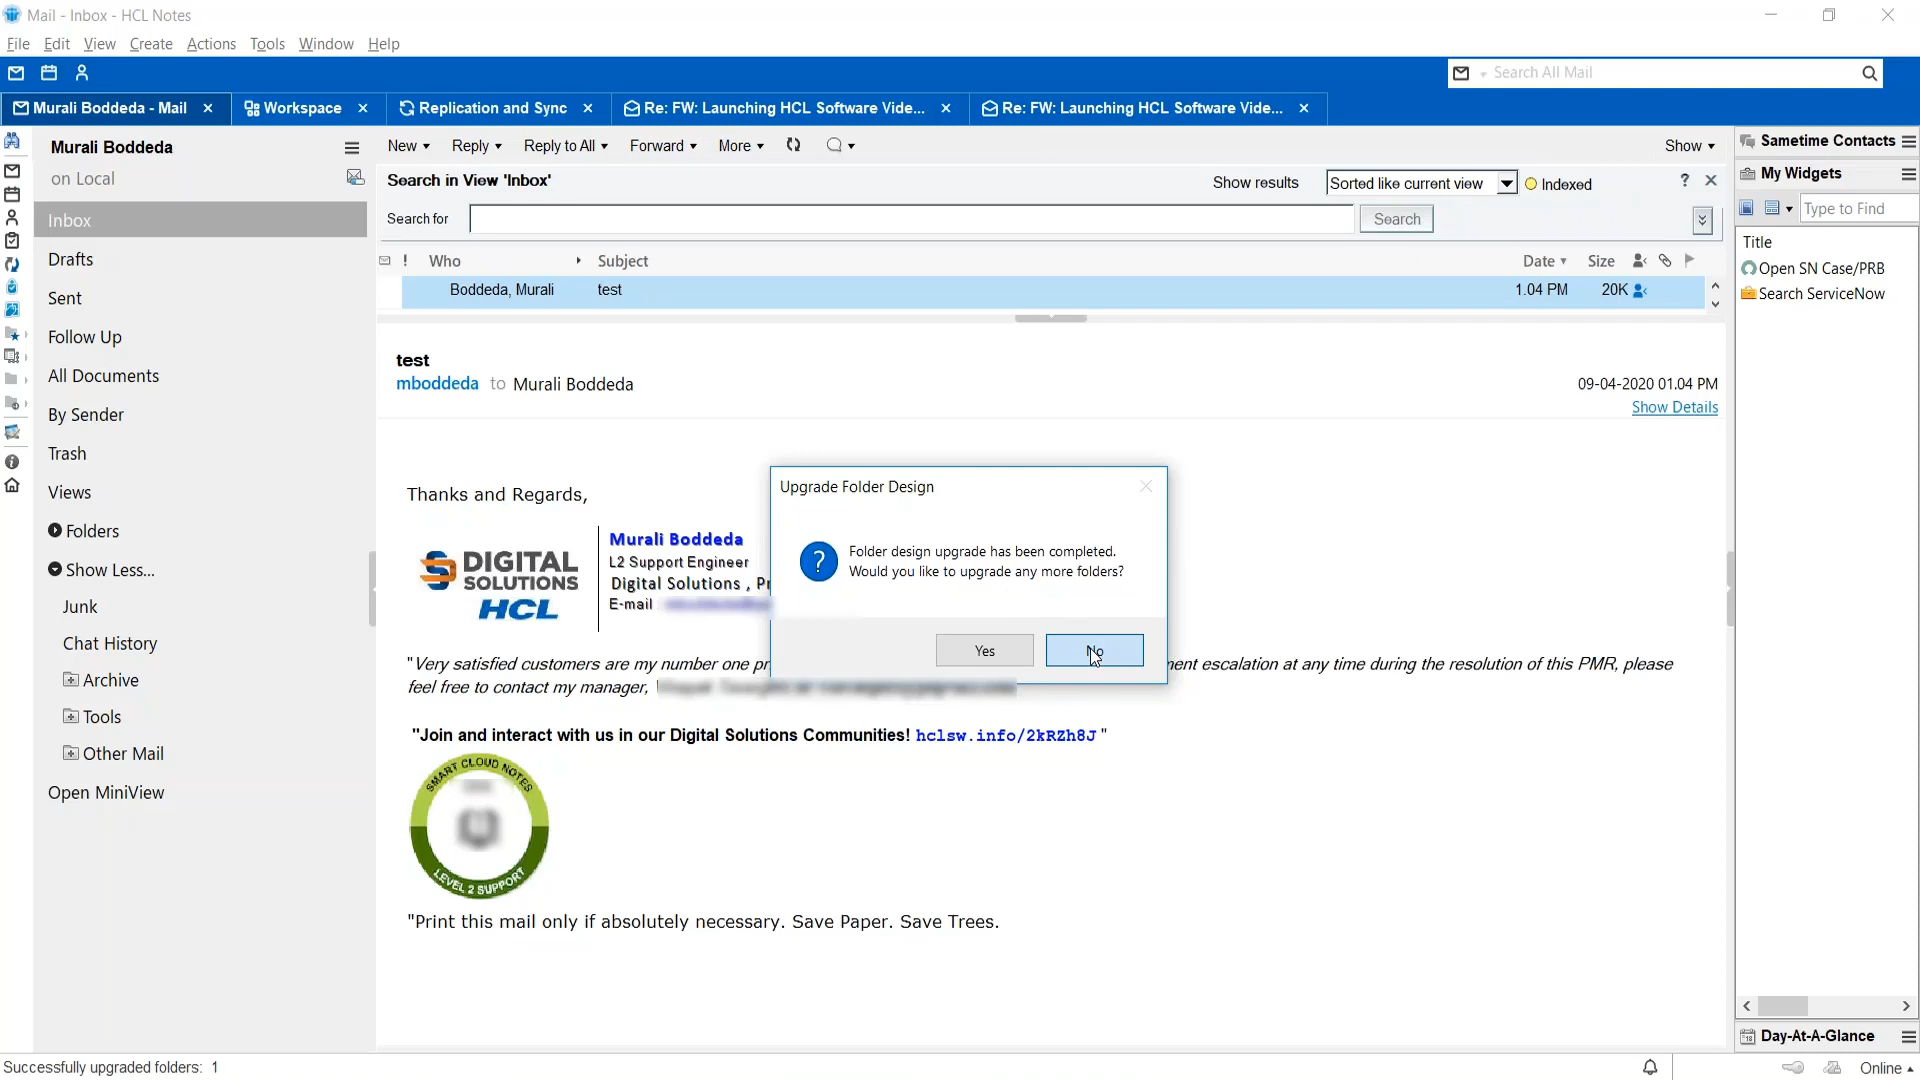 Mail - Inbox - HCL Notes
File Edit View Create Actions Tools Window Help
Search All Mail
Murali Boddeda - Mail
Workspace
Replication and Sync
Re: FW: Launching HCL Software Vide...
Re: FW: Launching HCL Software Vide...
Murali Boddeda
on Local
Inbox
Drafts
Sent
Follow Up
All Documents
By Sender
Trash
Views
Folders
Show Less...
Junk
Chat History
Archive
Tools
Other Mail
Open MiniView
New Reply Reply to All Forward More Show
Search in View 'Inbox'
Show results Sorted like current view Indexed ?
Search for Search
! Who Subject Date Size
Boddeda, Murali test 1.04 PM 20K
test
mboddeda to Murali Boddeda
09-04-2020 01.04 PM
Show Details
Thanks and Regards,
DIGITAL
SOLUTIONS
HCL
Murali Boddeda
L2 Support Engineer
Digital Solutions , Pr
E-mail
Upgrade Folder Design
?
Folder design upgrade has been completed.
Would you like to upgrade any more folders?
Yes No
"Very satisfied customers are my number one pr ent escalation at any time during the resolution of this PMR, please
feel free to contact my manager,
"Join and interact with us in our Digital Solutions Communities! hclsw.info/2kRZh8J "
SMART CLOUD NOTES
LEVEL 2 SUPPORT
"Print this mail only if absolutely necessary. Save Paper. Save Trees.
Sametime Contacts
My Widgets
Type to Find
Title
Open SN Case/PRB
Search ServiceNow
Day-At-A-Glance
Successfully upgraded folders: 1
Online